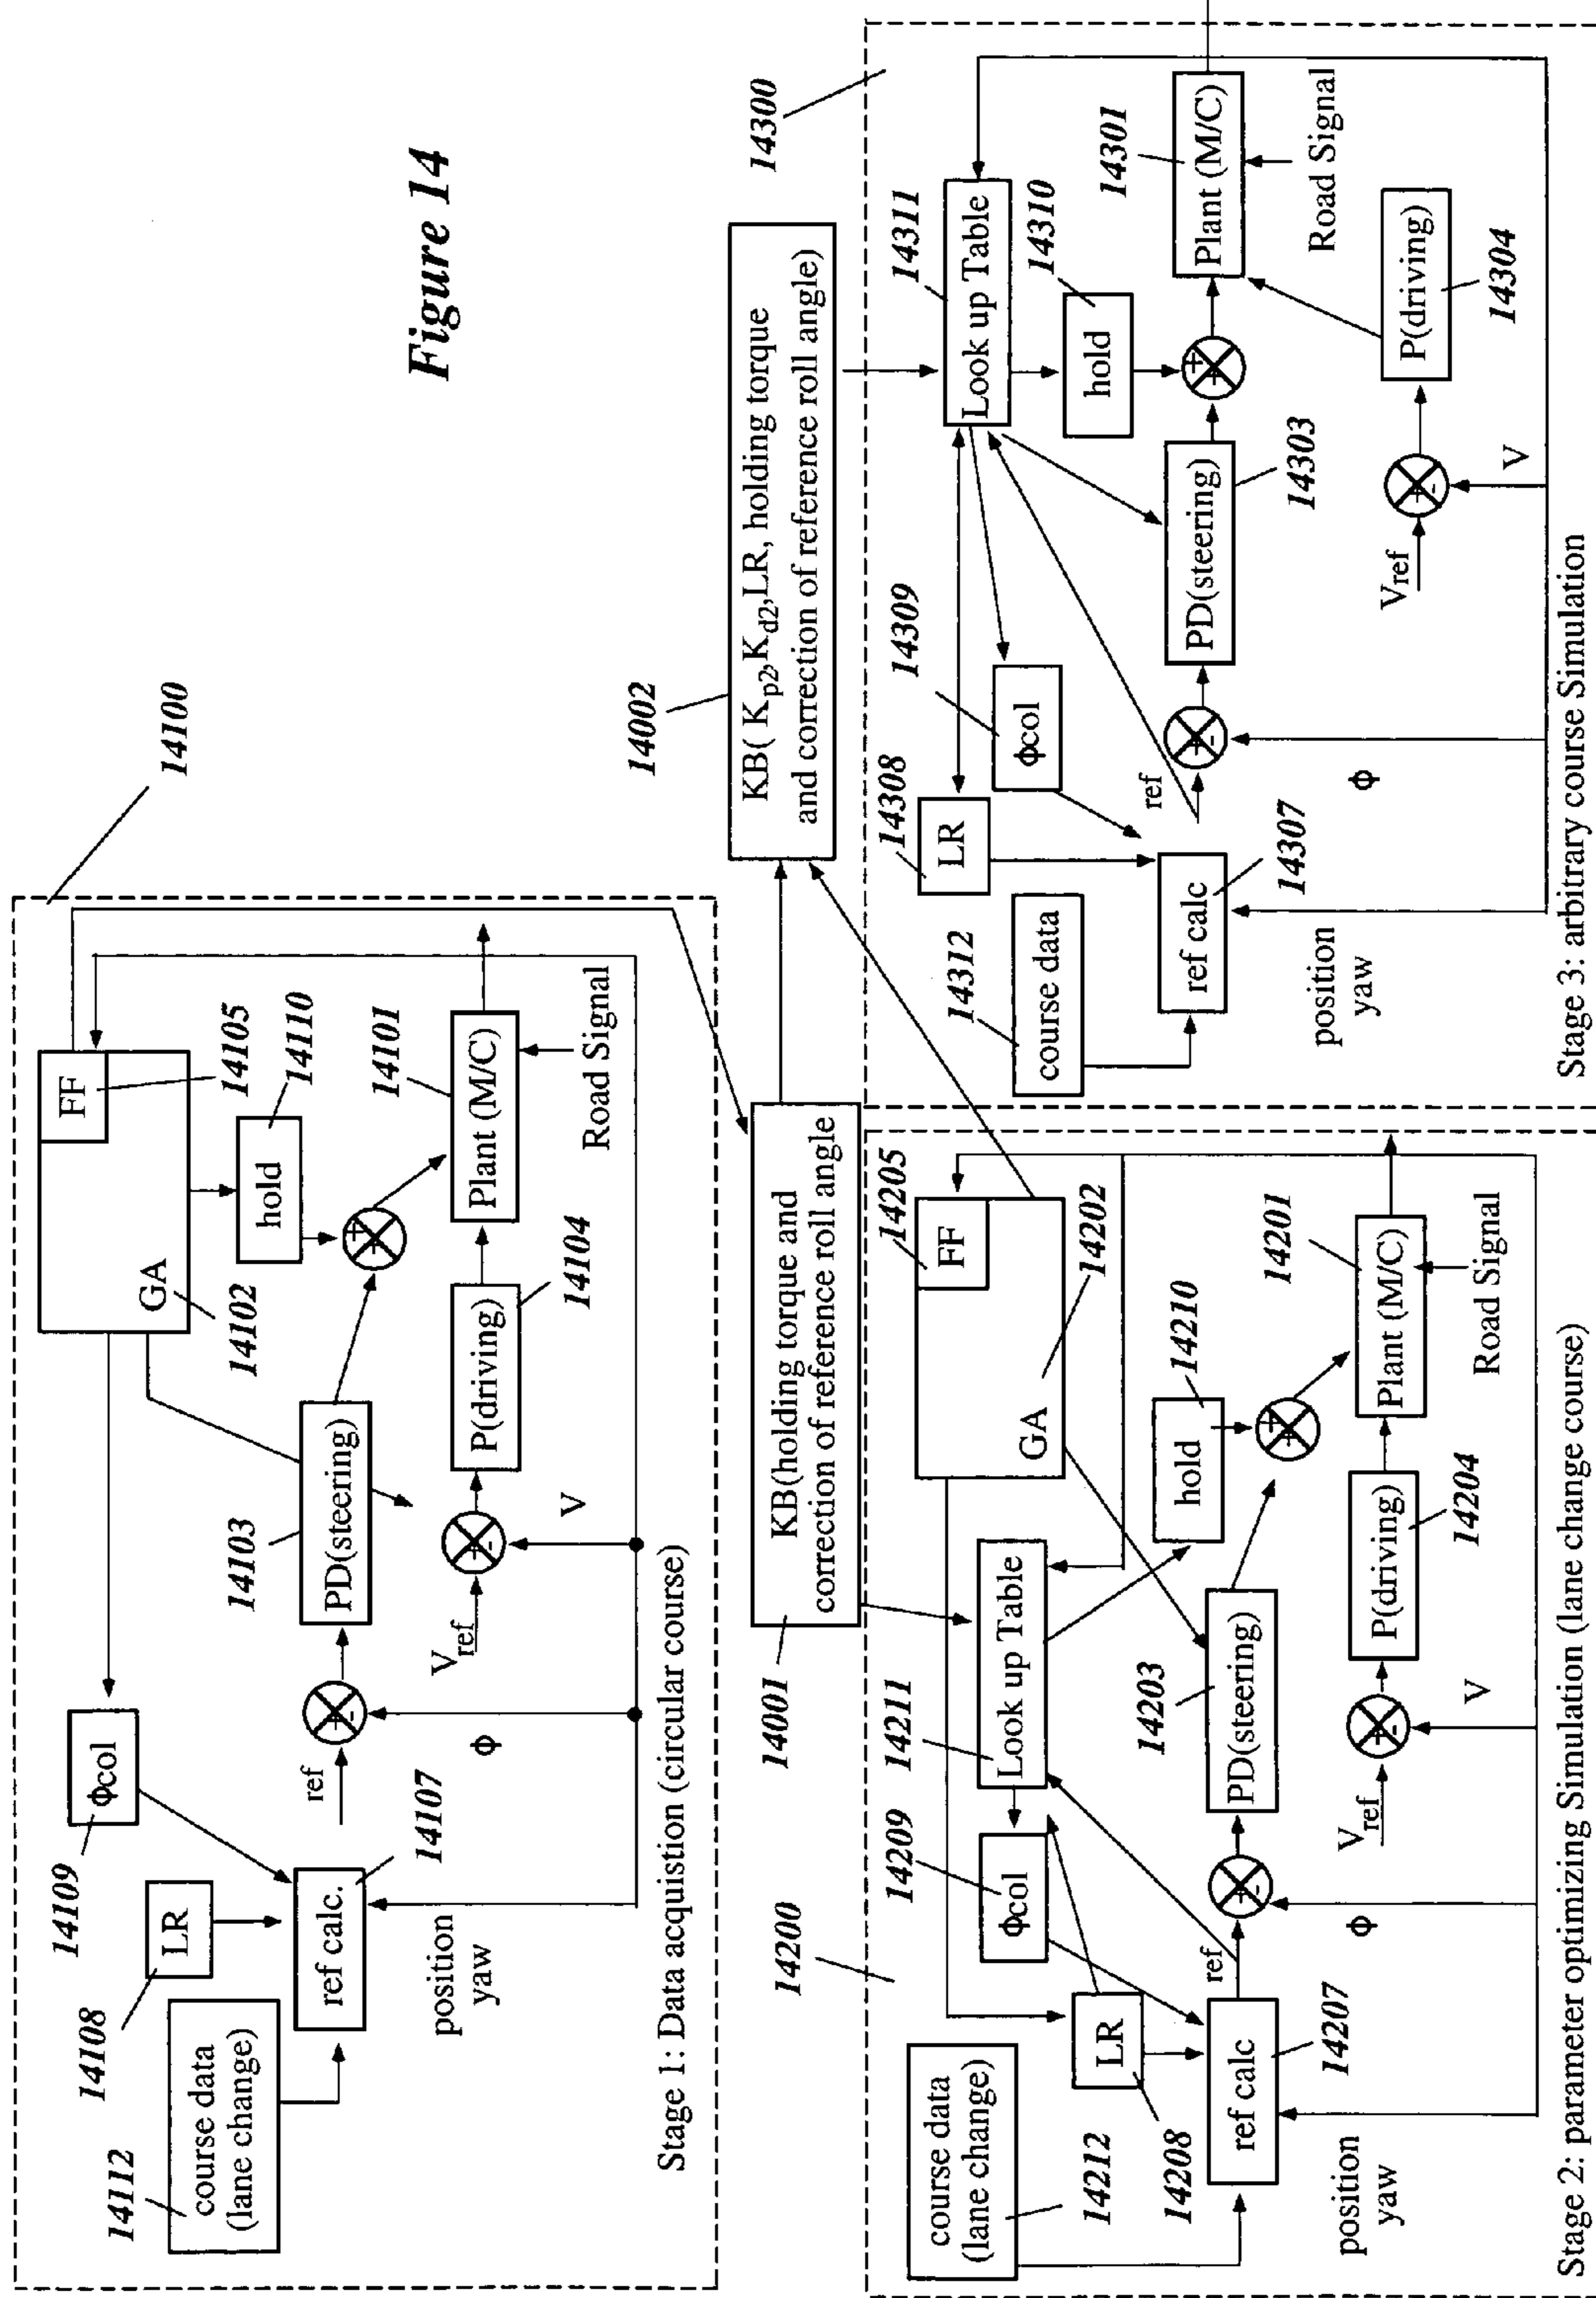 Figure 14
14100
14112
course data
(lane change)
14108
LR
14109
ϕcol
ref calc.
14107
position
yaw
ref
+
-
Φ
14103
PD(steering)
14102
GA
FF
14105
hold
14110
+
+
Vref
+
-
V
P(driving)
14104
14101
Plant (M/C)
Road Signal
Stage 1: Data acquistion (circular course)
14001
KB(holding torque and
correction of reference roll angle
14002
KB( Kp2,Kd2,LR, holding torque
and correction of reference roll angle)
14200
course data
(lane change)
14212
LR
14208
14209
ϕcol
14211
Look up Table
ref calc
14207
position
yaw
ref
+
-
Φ
14203
PD(steering)
GA
14202
FF
14205
hold
14210
+
+
Vref
+
-
V
P(driving)
14204
14201
Plant (M/C)
Road Signal
Stage 2: parameter optimizing Simulation (lane change course)
14300
14312
course data
14308
LR
14309
ϕcol
14311
Look up Table
hold
14310
ref calc
14307
position
yaw
ref
+
-
Φ
PD(steering)
14303
+
+
Vref
+
-
V
P(driving)
14304
14301
Plant (M/C)
Road Signal
Stage 3: arbitrary course Simulation